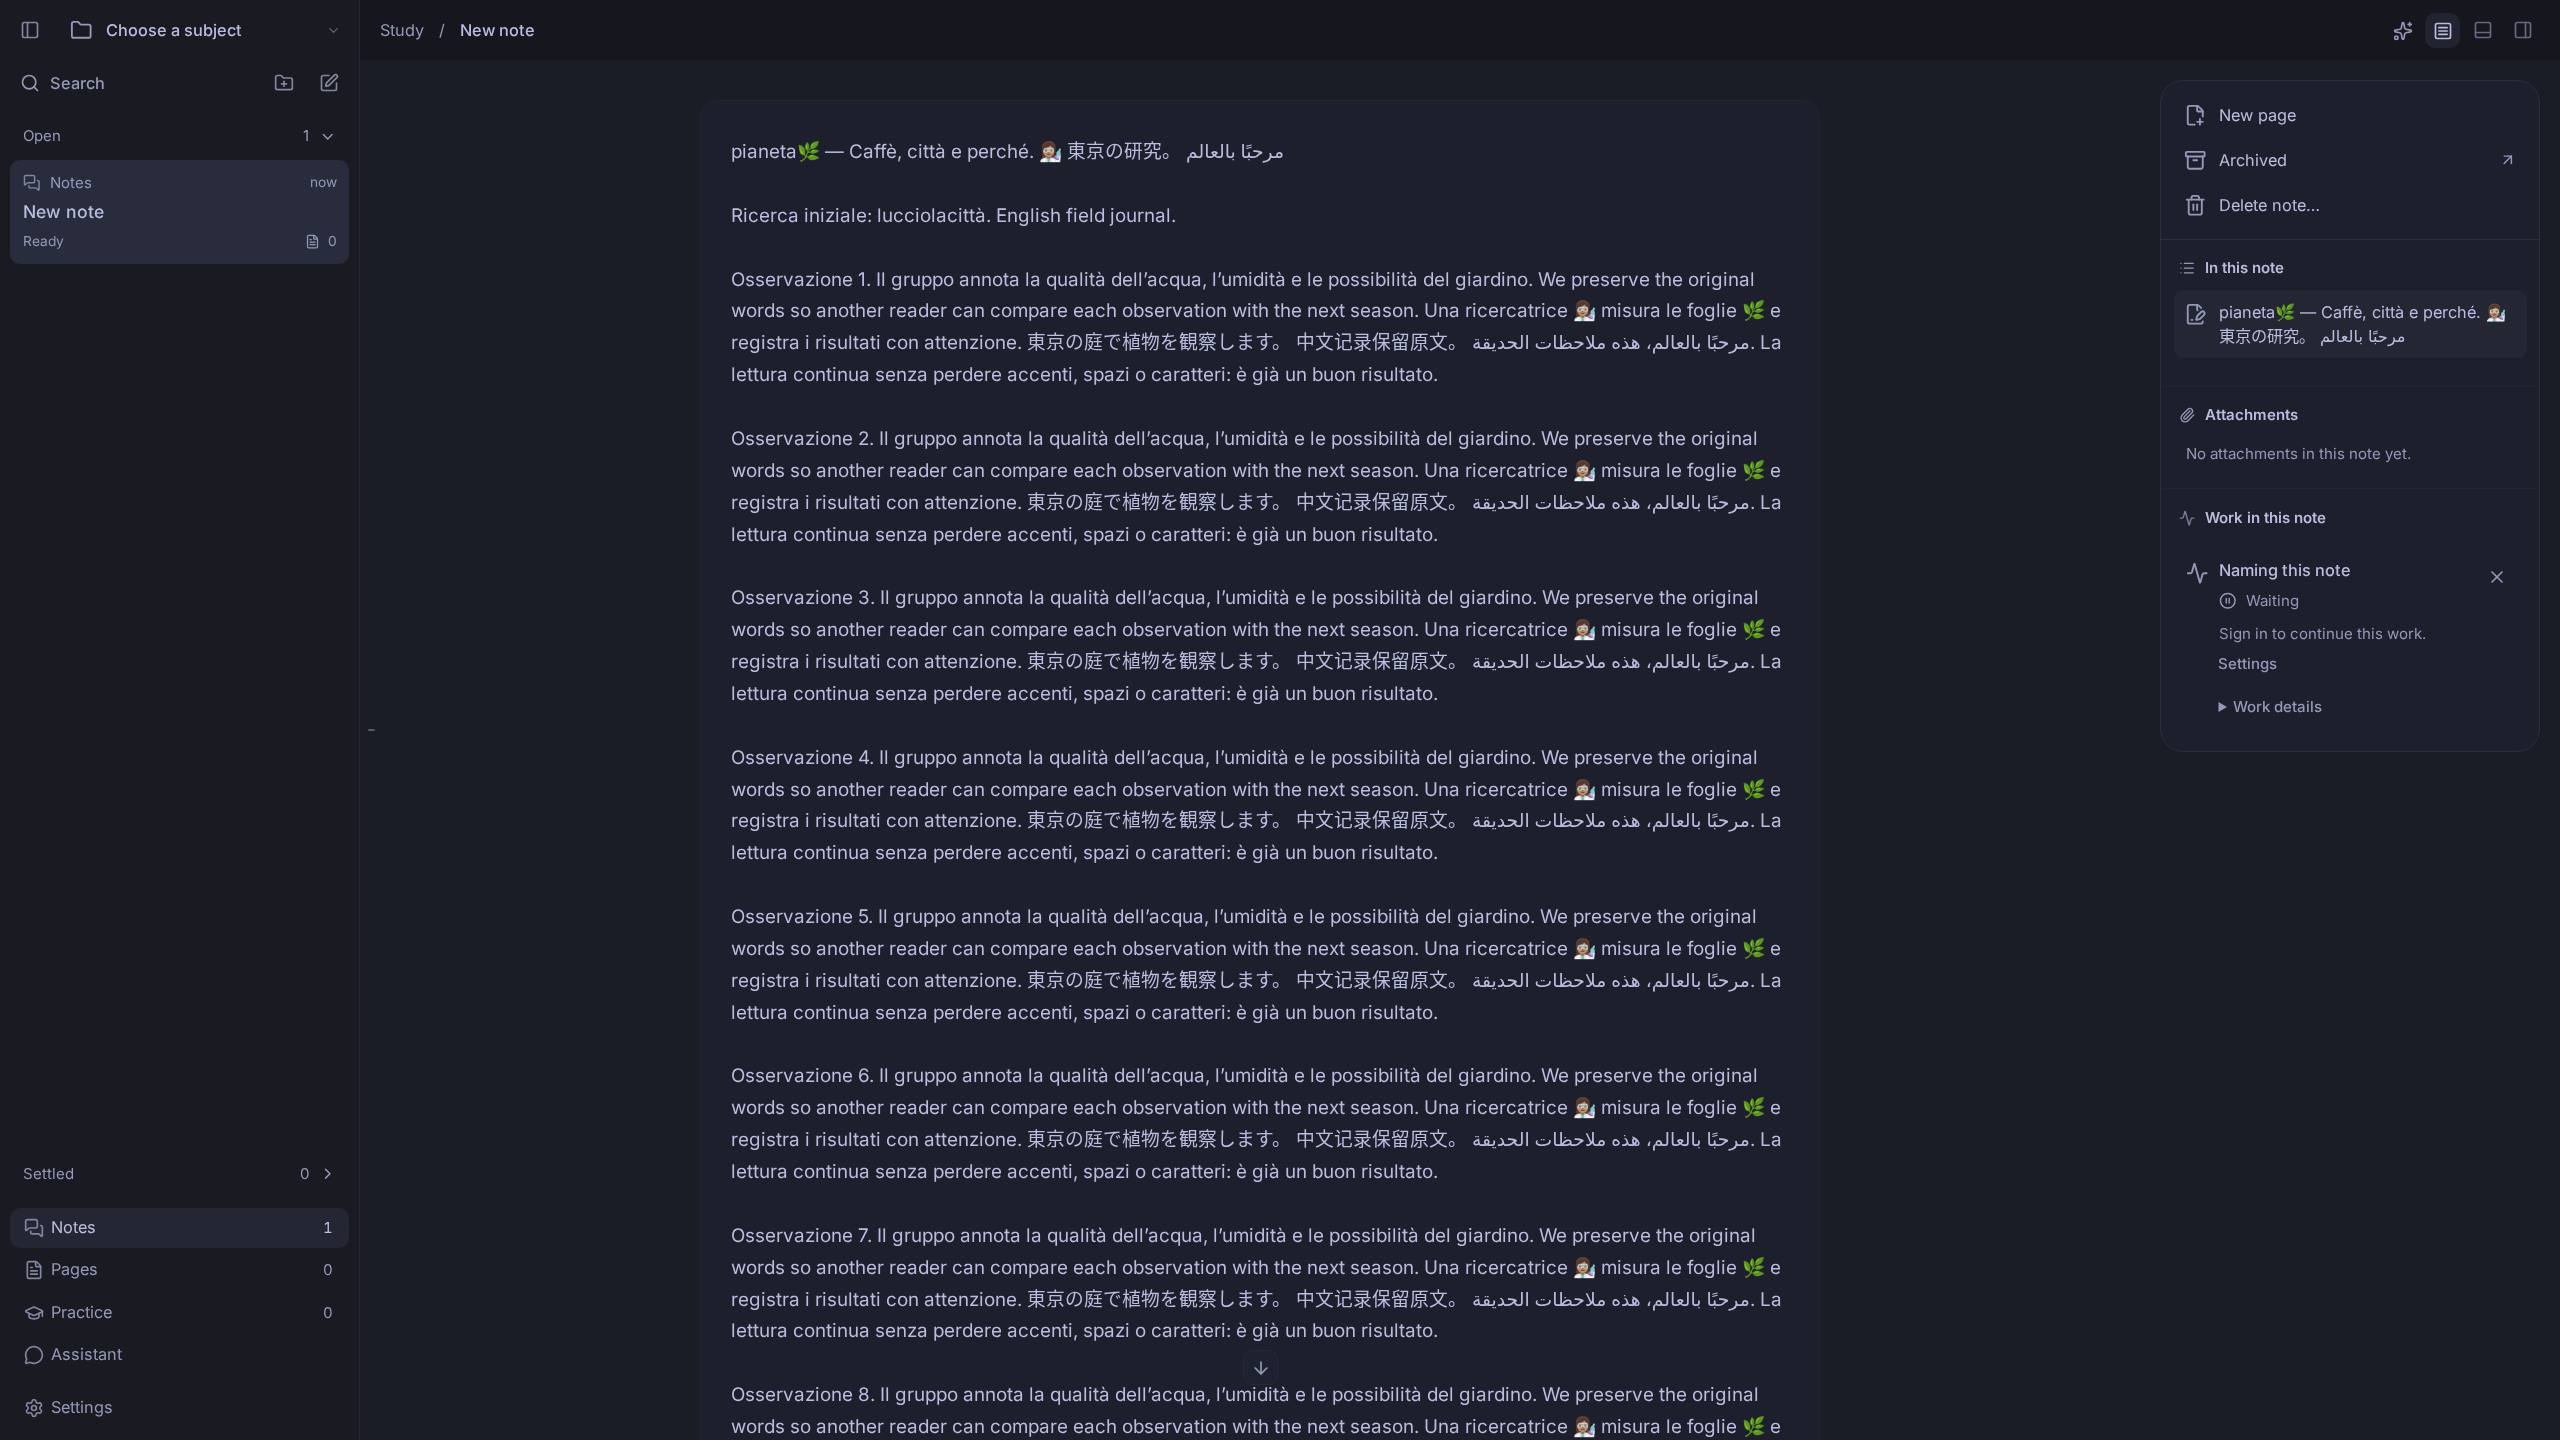 Choose a subject
Search
Open 1
Notes now
New note
Ready 0
Settled 0
Notes 1
Pages 0
Practice 0
Assistant
Settings
Study / New note
pianeta🌿 — Caffè, città e perché. 👩🏽‍🔬 東京の研究。 مرحبًا بالعالم
Ricerca iniziale: lucciolacittà. English field journal.
Osservazione 1. Il gruppo annota la qualità dell’acqua, l’umidità e le possibilità del giardino. We preserve the original
words so another reader can compare each observation with the next season. Una ricercatrice 👩🏽‍🔬 misura le foglie 🌿 e
registra i risultati con attenzione. 東京の庭で植物を観察します。 中文记录保留原文。 مرحبًا بالعالم، هذه ملاحظات الحديقة. La
lettura continua senza perdere accenti, spazi o caratteri: è già un buon risultato.
Osservazione 2. Il gruppo annota la qualità dell’acqua, l’umidità e le possibilità del giardino. We preserve the original
words so another reader can compare each observation with the next season. Una ricercatrice 👩🏽‍🔬 misura le foglie 🌿 e
registra i risultati con attenzione. 東京の庭で植物を観察します。 中文记录保留原文。 مرحبًا بالعالم، هذه ملاحظات الحديقة. La
lettura continua senza perdere accenti, spazi o caratteri: è già un buon risultato.
Osservazione 3. Il gruppo annota la qualità dell’acqua, l’umidità e le possibilità del giardino. We preserve the original
words so another reader can compare each observation with the next season. Una ricercatrice 👩🏽‍🔬 misura le foglie 🌿 e
registra i risultati con attenzione. 東京の庭で植物を観察します。 中文记录保留原文。 مرحبًا بالعالم، هذه ملاحظات الحديقة. La
lettura continua senza perdere accenti, spazi o caratteri: è già un buon risultato.
Osservazione 4. Il gruppo annota la qualità dell’acqua, l’umidità e le possibilità del giardino. We preserve the original
words so another reader can compare each observation with the next season. Una ricercatrice 👩🏽‍🔬 misura le foglie 🌿 e
registra i risultati con attenzione. 東京の庭で植物を観察します。 中文记录保留原文。 مرحبًا بالعالم، هذه ملاحظات الحديقة. La
lettura continua senza perdere accenti, spazi o caratteri: è già un buon risultato.
Osservazione 5. Il gruppo annota la qualità dell’acqua, l’umidità e le possibilità del giardino. We preserve the original
words so another reader can compare each observation with the next season. Una ricercatrice 👩🏽‍🔬 misura le foglie 🌿 e
registra i risultati con attenzione. 東京の庭で植物を観察します。 中文记录保留原文。 مرحبًا بالعالم، هذه ملاحظات الحديقة. La
lettura continua senza perdere accenti, spazi o caratteri: è già un buon risultato.
Osservazione 6. Il gruppo annota la qualità dell’acqua, l’umidità e le possibilità del giardino. We preserve the original
words so another reader can compare each observation with the next season. Una ricercatrice 👩🏽‍🔬 misura le foglie 🌿 e
registra i risultati con attenzione. 東京の庭で植物を観察します。 中文记录保留原文。 مرحبًا بالعالم، هذه ملاحظات الحديقة. La
lettura continua senza perdere accenti, spazi o caratteri: è già un buon risultato.
Osservazione 7. Il gruppo annota la qualità dell’acqua, l’umidità e le possibilità del giardino. We preserve the original
words so another reader can compare each observation with the next season. Una ricercatrice 👩🏽‍🔬 misura le foglie 🌿 e
registra i risultati con attenzione. 東京の庭で植物を観察します。 中文记录保留原文。 مرحبًا بالعالم، هذه ملاحظات الحديقة. La
lettura continua senza perdere accenti, spazi o caratteri: è già un buon risultato.
Osservazione 8. Il gruppo annota la qualità dell’acqua, l’umidità e le possibilità del giardino. We preserve the original
words so another reader can compare each observation with the next season. Una ricercatrice 👩🏽‍🔬 misura le foglie 🌿 e
New page
Archived
Delete note…
In this note
pianeta🌿 — Caffè, città e perché. 👩🏽‍🔬
東京の研究。 مرحبًا بالعالم
Attachments
No attachments in this note yet.
Work in this note
Naming this note
Waiting
Sign in to continue this work.
Settings
Work details